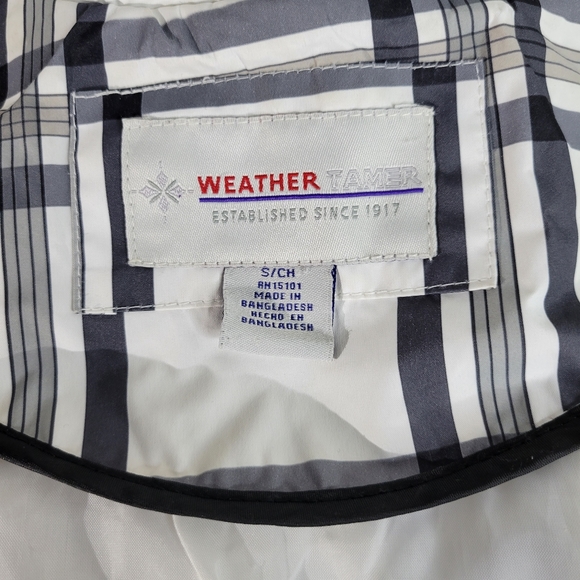 WEATHER TAMER
ESTABLISHED SINCE 1917
S/CH
RN15101
MADE IN
BANGLADESH
HECHO EN
BANGLADESH